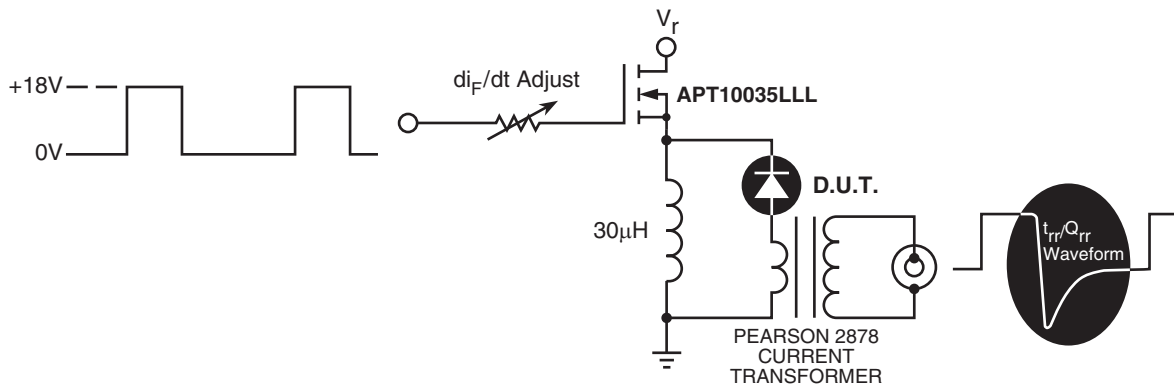 V_r
+18V
di_F/dt Adjust
APT10035LLL
0V
D.U.T.
30μH
t_rr/Q_rr
Waveform
PEARSON 2878
CURRENT
TRANSFORMER